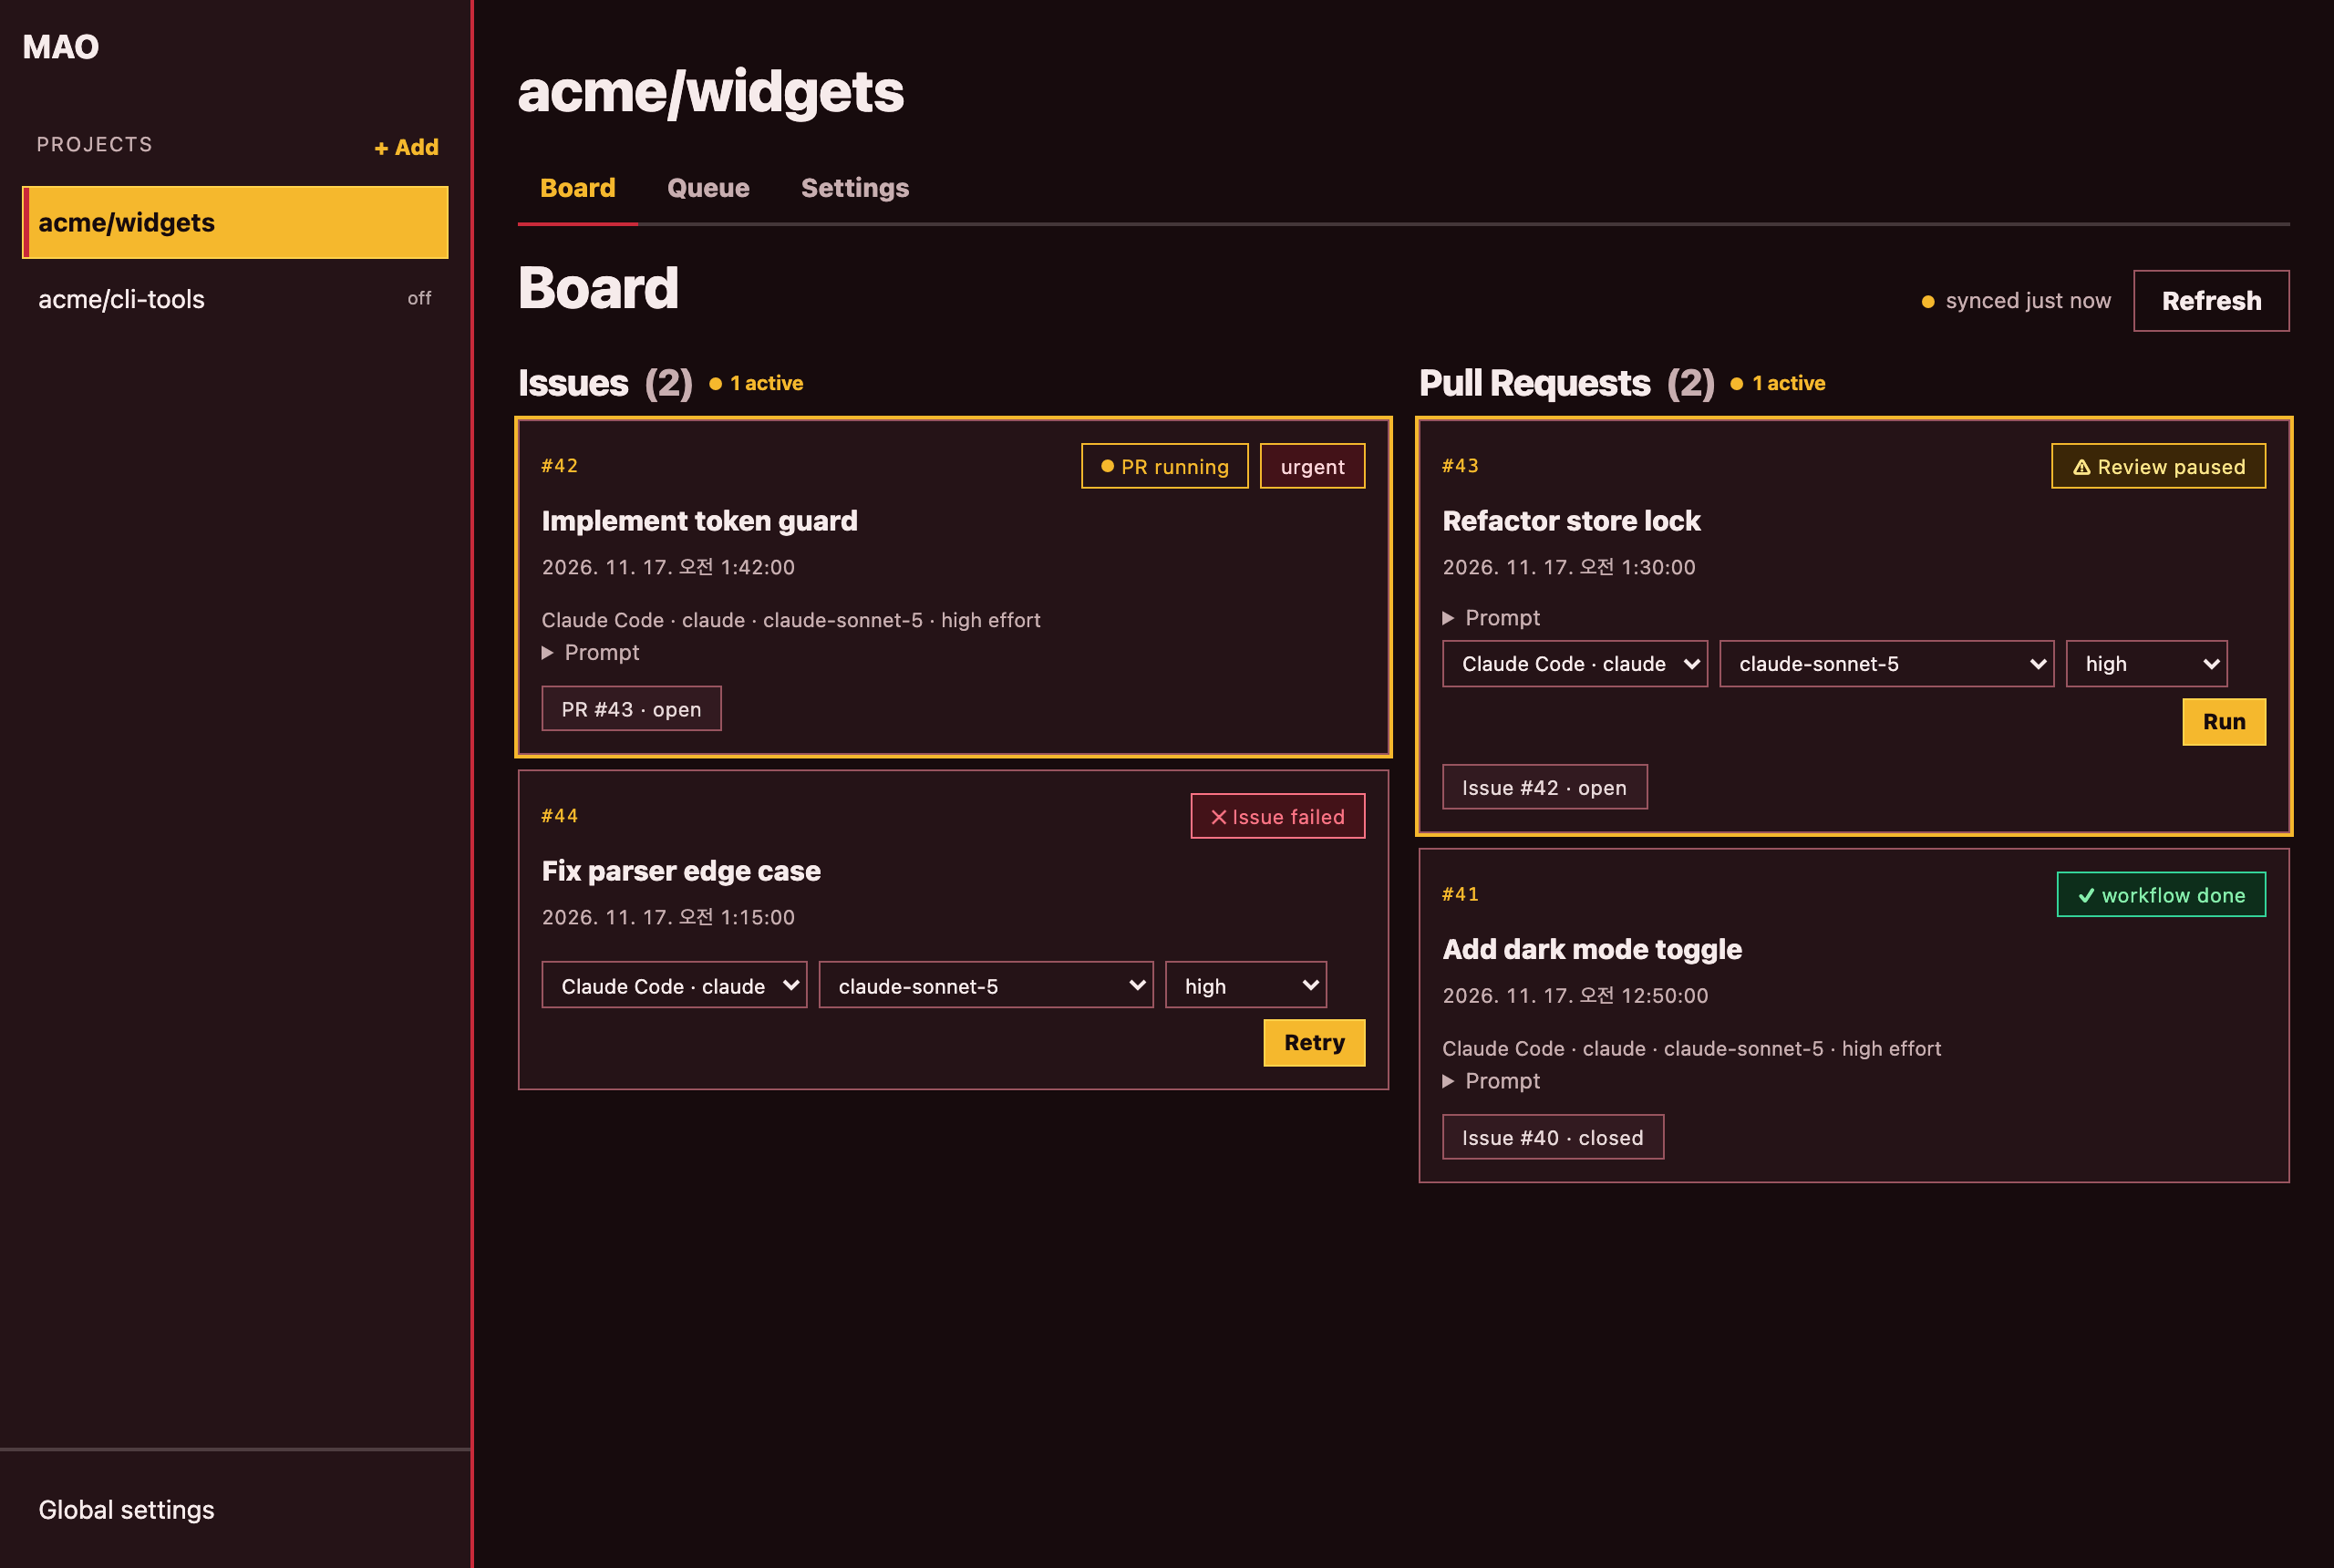 MAO
PROJECTS
+ Add
acme/widgets
acme/cli-tools
off
Global settings
acme/widgets
Board
Queue
Settings
Board
synced just now
Refresh
Issues (2) 1 active
#42
PR running
urgent
Implement token guard
2026. 11. 17. 오전 1:42:00
Claude Code · claude · claude-sonnet-5 · high effort
Prompt
PR #43 · open
#44
Issue failed
Fix parser edge case
2026. 11. 17. 오전 1:15:00
Claude Code · claude
claude-sonnet-5
high
Retry
Pull Requests (2) 1 active
#43
Review paused
Refactor store lock
2026. 11. 17. 오전 1:30:00
Prompt
Claude Code · claude
claude-sonnet-5
high
Run
Issue #42 · open
#41
workflow done
Add dark mode toggle
2026. 11. 17. 오전 12:50:00
Claude Code · claude · claude-sonnet-5 · high effort
Prompt
Issue #40 · closed